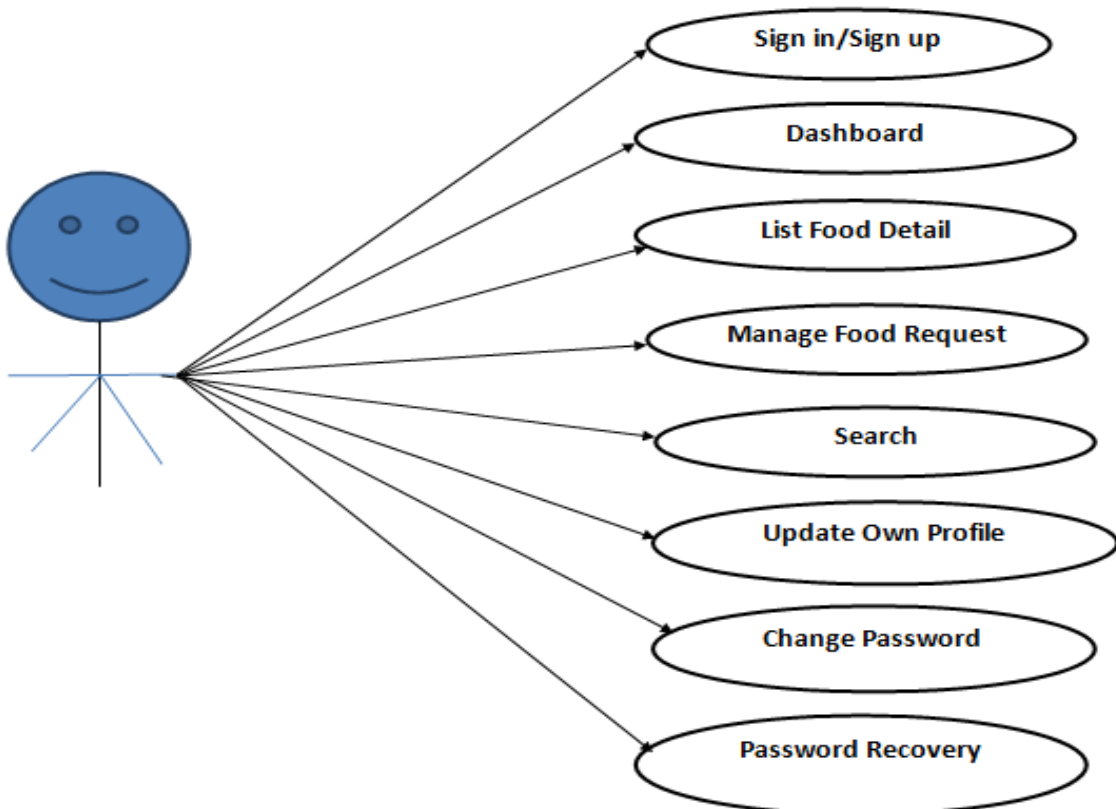 Sign in/Sign up
Dashboard
List Food Detail
Manage Food Request
Search
Update Own Profile
Change Password
Password Recovery